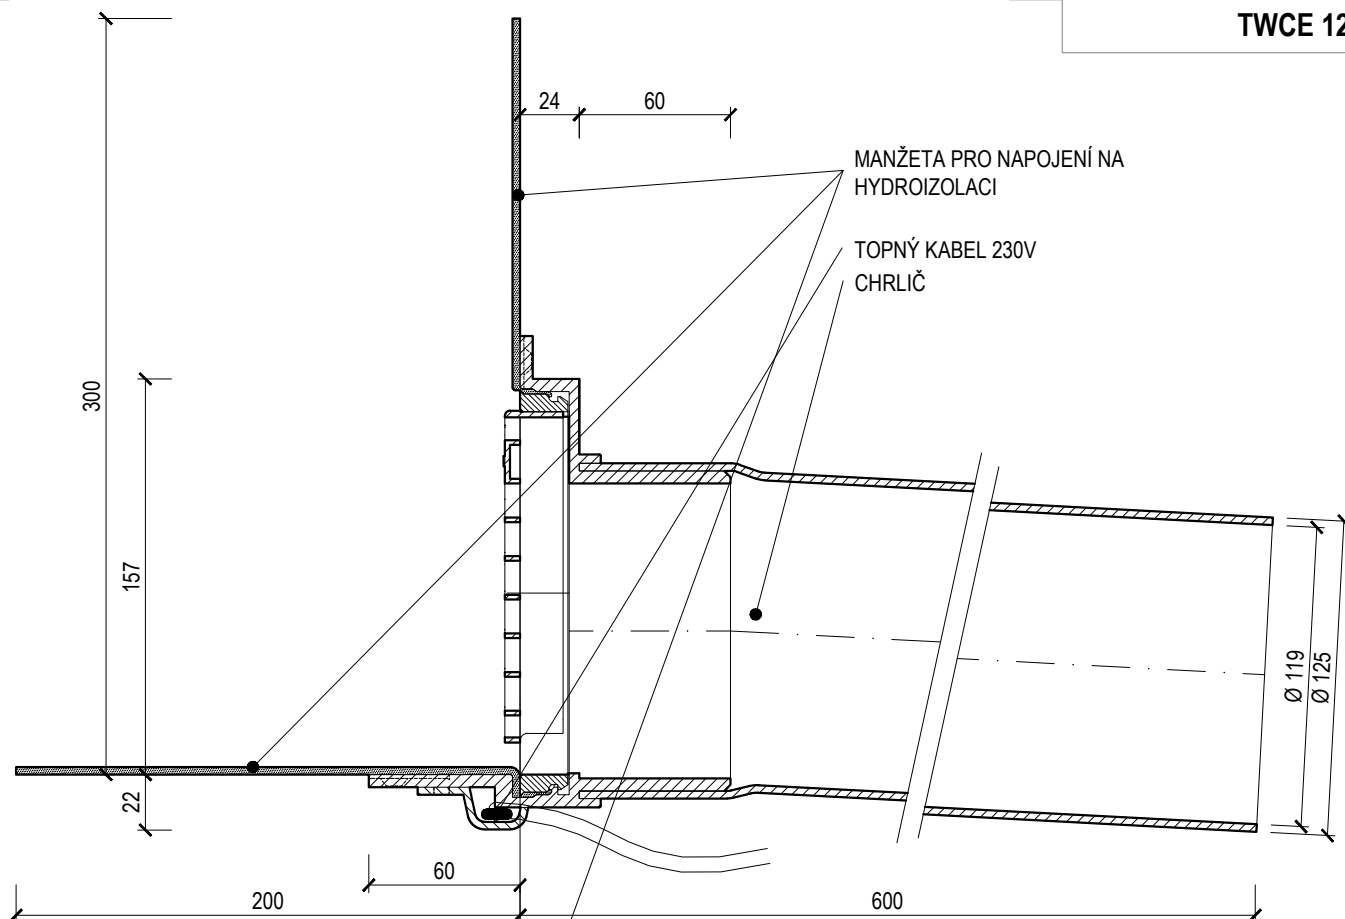 TWCE 12
24
60
MANŽETA PRO NAPOJENÍ NA
HYDROIZOLACI
TOPNÝ KABEL 230V
CHRLIČ
300
157
22
Ø 119
Ø 125
60
200
600